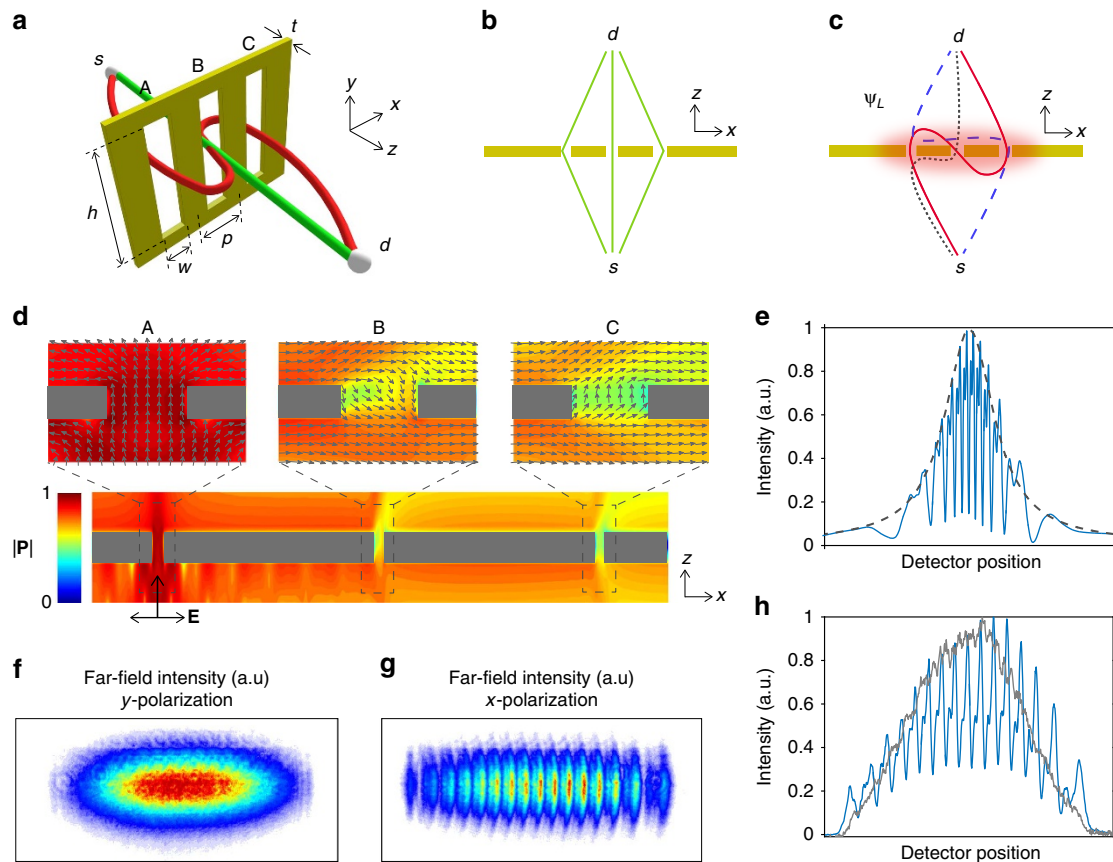 a
s
A
B
C
t
y
x
z
h
w
p
d
b
d
z
x
s
c
d
ΨL
z
x
s
d
A
B
C
1
|P|
0
E
z
x
e
1
0.8
0.6
0.4
0.2
0
Intensity (a.u.)
Detector position
f
Far-field intensity (a.u)
y-polarization
g
Far-field intensity (a.u)
x-polarization
h
1
0.8
0.6
0.4
0.2
0
Intensity (a.u.)
Detector position